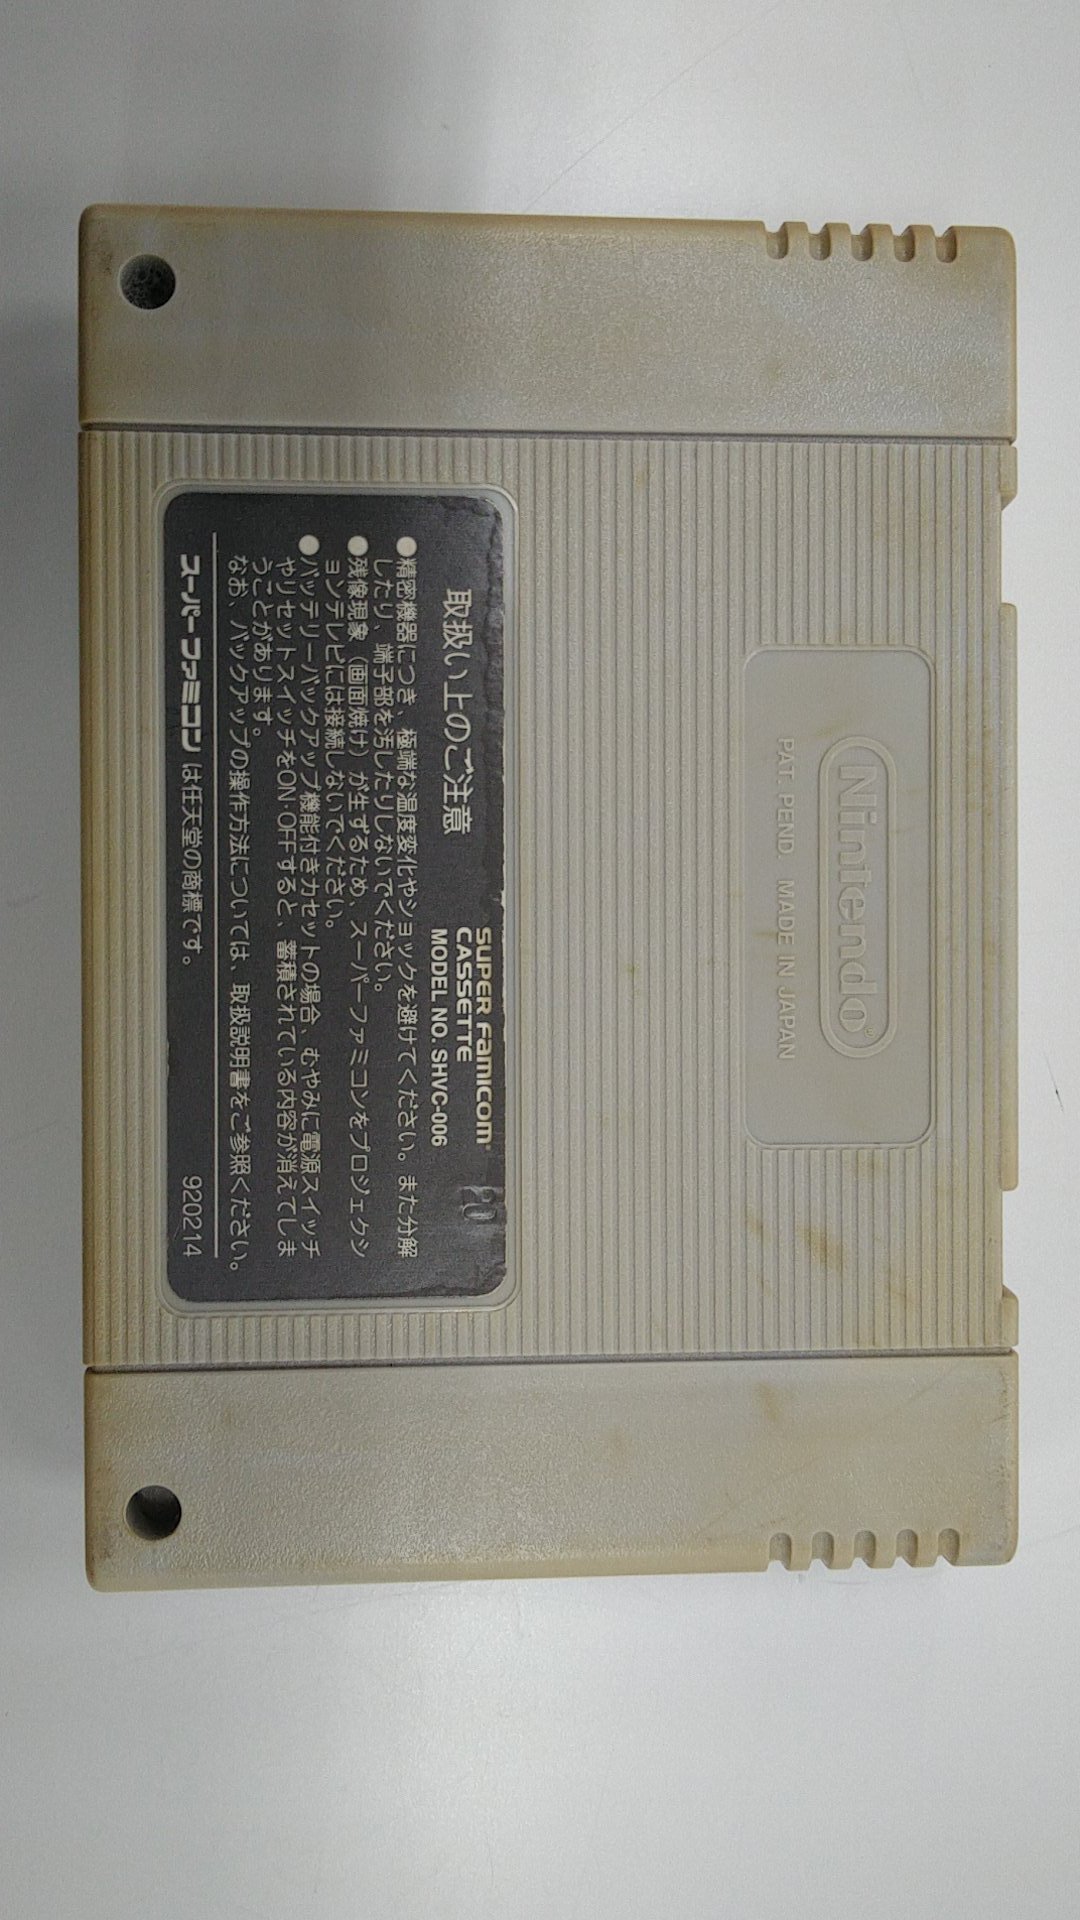 Nintendo
PAT. PEND. MADE IN JAPAN
SUPER FAMICOM
CASSETTE
MODEL NO. SHVC-006
20
取扱い上のご注意
●精密機器につき、極端な温度変化やショックを避けてください。また分解
したり、端子部を汚したりしないでください。
●残像現象（画面焼け）が生ずるため、スーパーファミコンをプロジェクシ
ョンテレビには接続しないでください。
●バッテリーバックアップ機能付きカセットの場合、むやみに電源スイッチ
やリセットスイッチをON・OFFすると、蓄積されている内容が消えてしま
うことがあります。
なお、バックアップの操作方法については、取扱説明書をご参照ください。
スーパーファミコン は任天堂の商標です。 920214